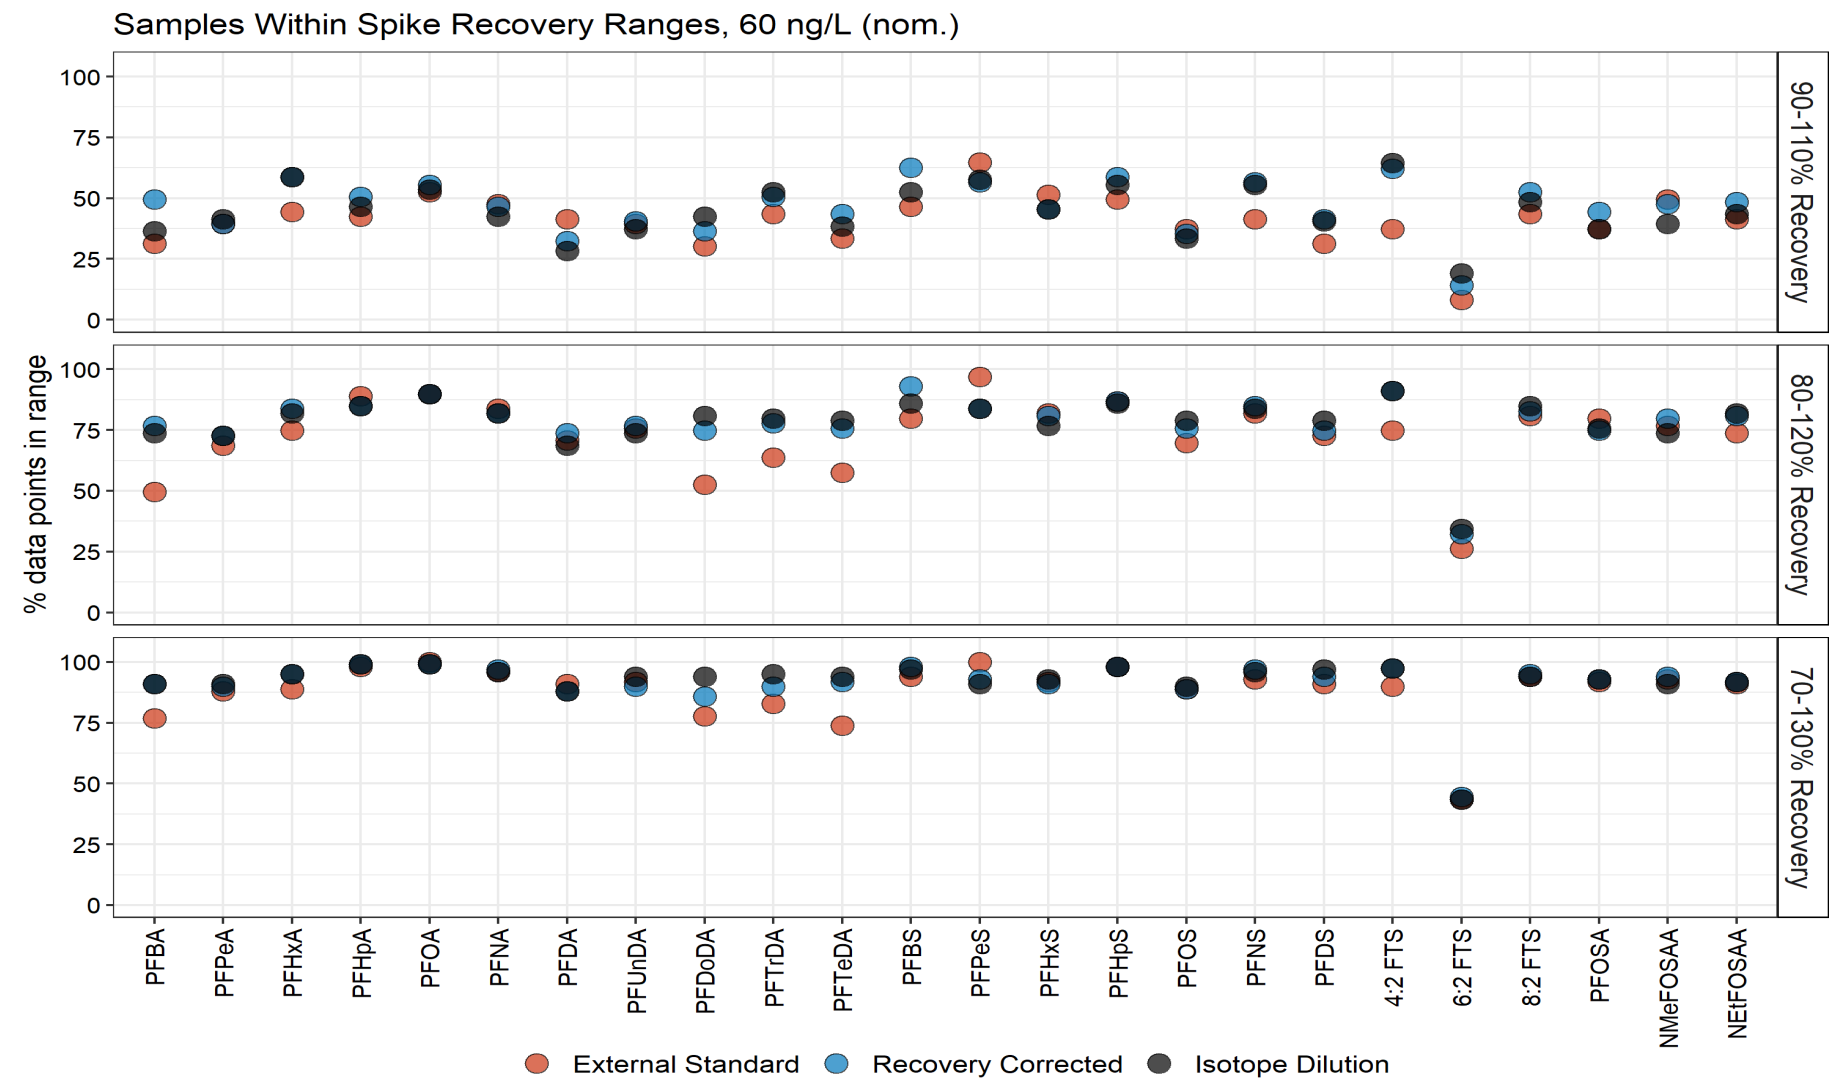 Samples Within Spike Recovery Ranges, 60 ng/L (nom.)
100
75
50
25
0
90-110% Recovery
% data points in range
100
75
50
25
0
80-120% Recovery
100
75
50
25
0
70-130% Recovery
PFBA
PFPeA
PFHxA
PFHpA
PFOA
PFNA
PFDA
PFUnDA
PFDoDA
PFTrDA
PFTeDA
PFBS
PFPeS
PFHxS
PFHpS
PFOS
PFNS
PFDS
4:2 FTS
6:2 FTS
8:2 FTS
PFOSA
NMeFOSAA
NEtFOSAA
External Standard
Recovery Corrected
Isotope Dilution